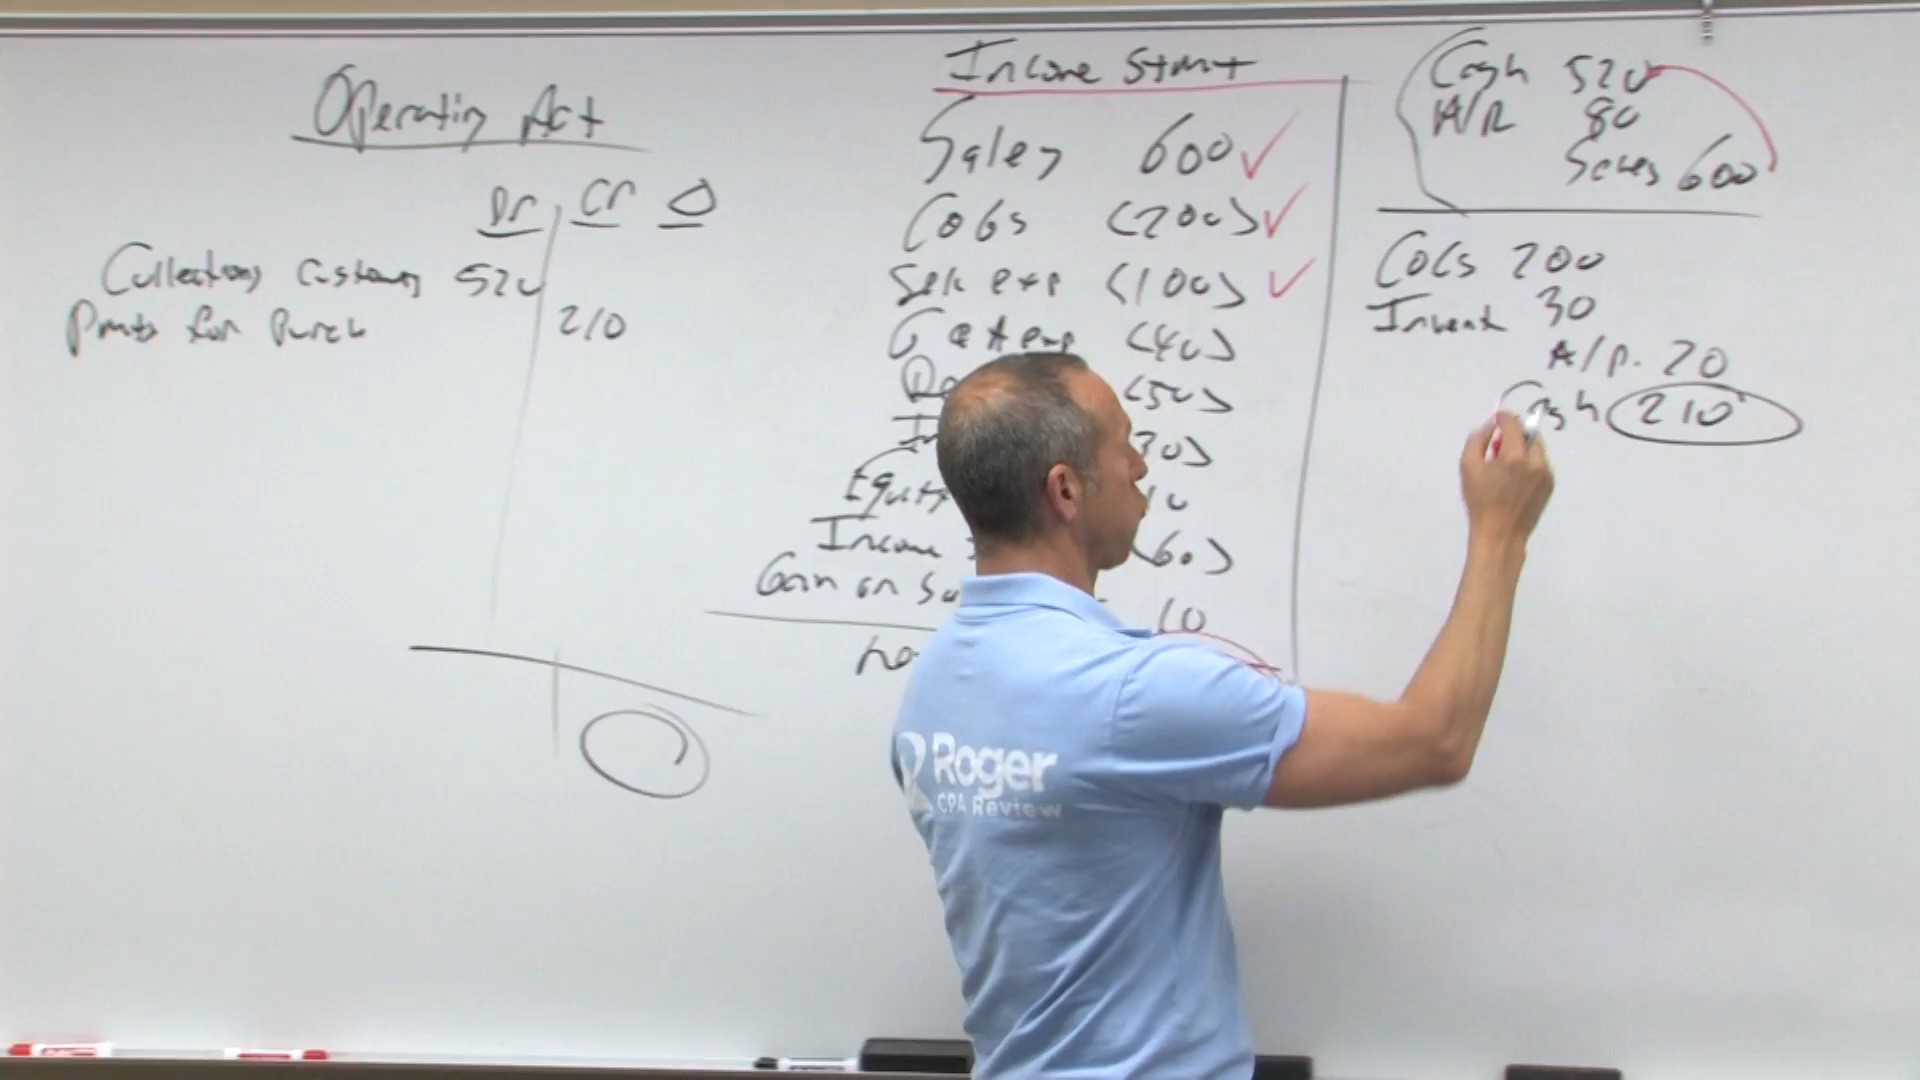 Operating Act
Dr Cr △
Collections Customers 520
Pmts for Purch 210
Income Stmt
Sales 600 ✓
COGS <200> ✓
Sell exp <100> ✓
G & A exp <40>
<50>
30>
Equity 10
Income <60>
Gain on 10
Cash 520
A/R 80
Sales 600
COGS 200
Invent 30
A/P. 20
Cash 210
Roger
CPA Review